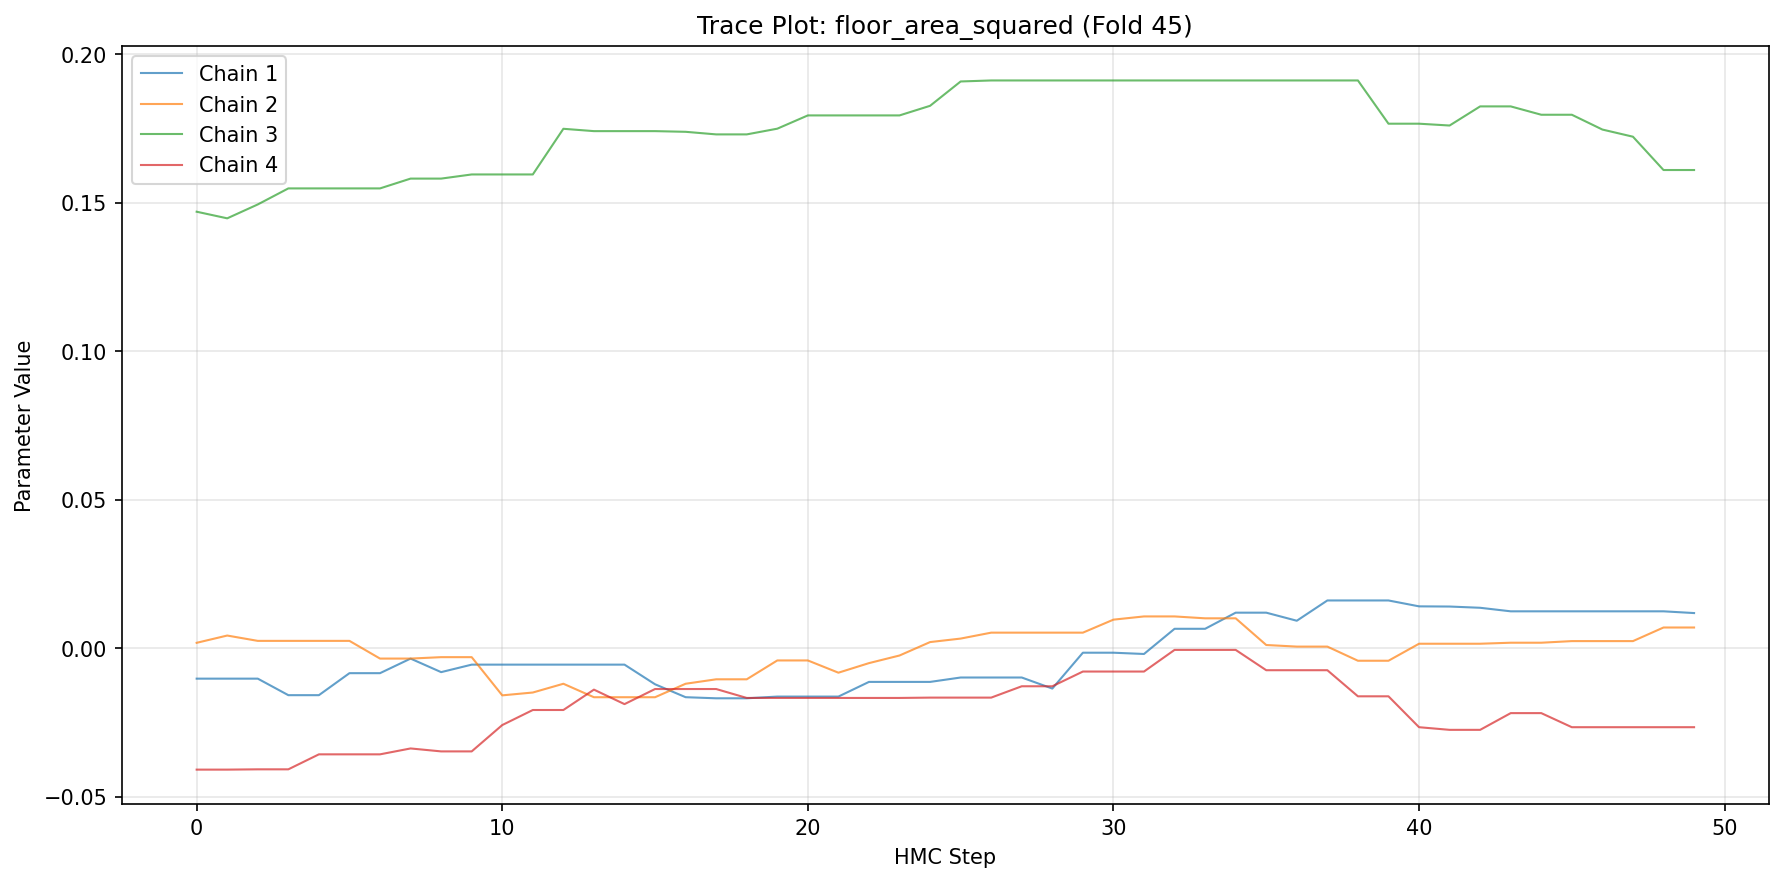 Trace Plot: floor_area_squared (Fold 45)
Chain 1
Chain 2
Chain 3
Chain 4
Parameter Value
0.20
0.15
0.10
0.05
0.00
−0.05
0 10 20 30 40 50
HMC Step